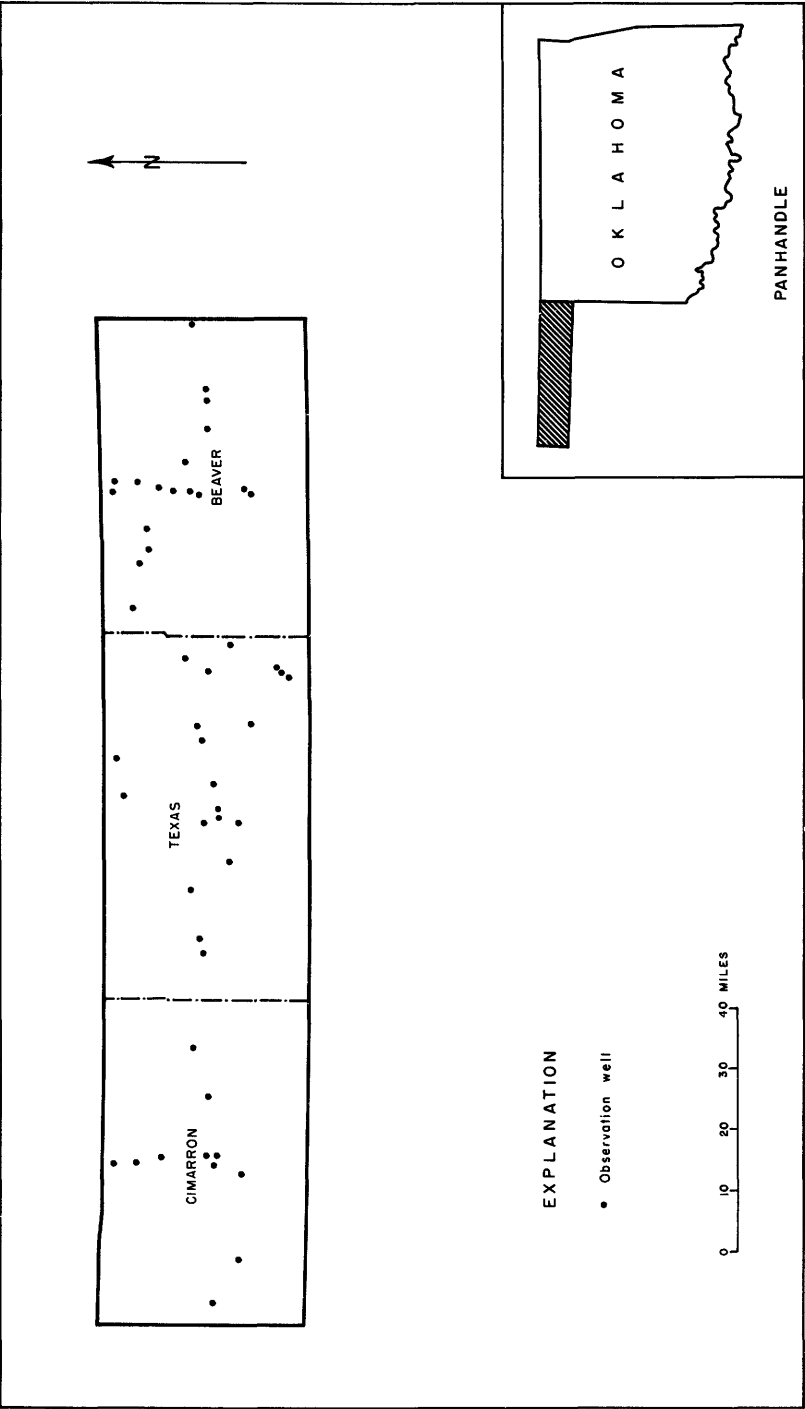 N
OKLAHOMA
PANHANDLE
BEAVER
TEXAS
CIMARRON
EXPLANATION
Observation well
0 10 20 30 40 MILES